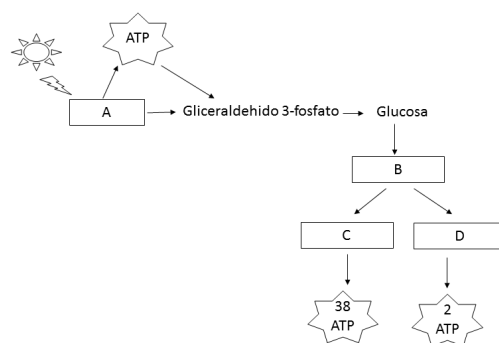 ATP
A
Gliceraldehido 3-fosfato
Glucosa
B
C
D
38
ATP
2
ATP